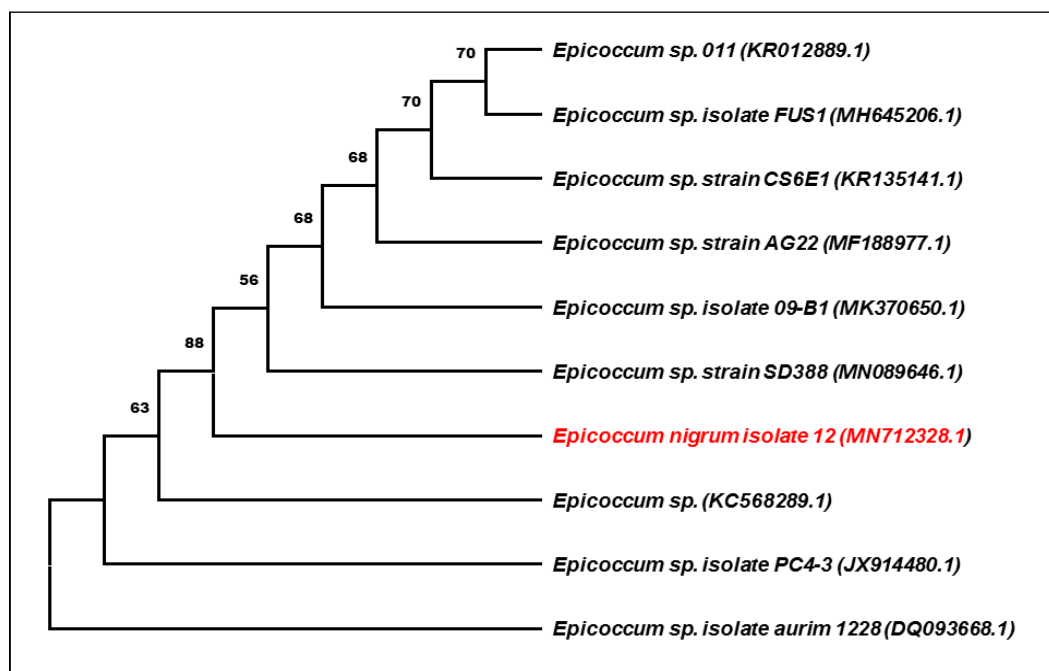 70
Epicoccum sp. 011 (KR012889.1)
70
Epicoccum sp. isolate FUS1 (MH645206.1)
68
Epicoccum sp. strain CS6E1 (KR135141.1)
68
Epicoccum sp. strain AG22 (MF188977.1)
56
Epicoccum sp. isolate 09-B1 (MK370650.1)
88
Epicoccum sp. strain SD388 (MN089646.1)
63
Epicoccum nigrum isolate 12 (MN712328.1)
Epicoccum sp. (KC568289.1)
Epicoccum sp. isolate PC4-3 (JX914480.1)
Epicoccum sp. isolate aurim 1228 (DQ093668.1)